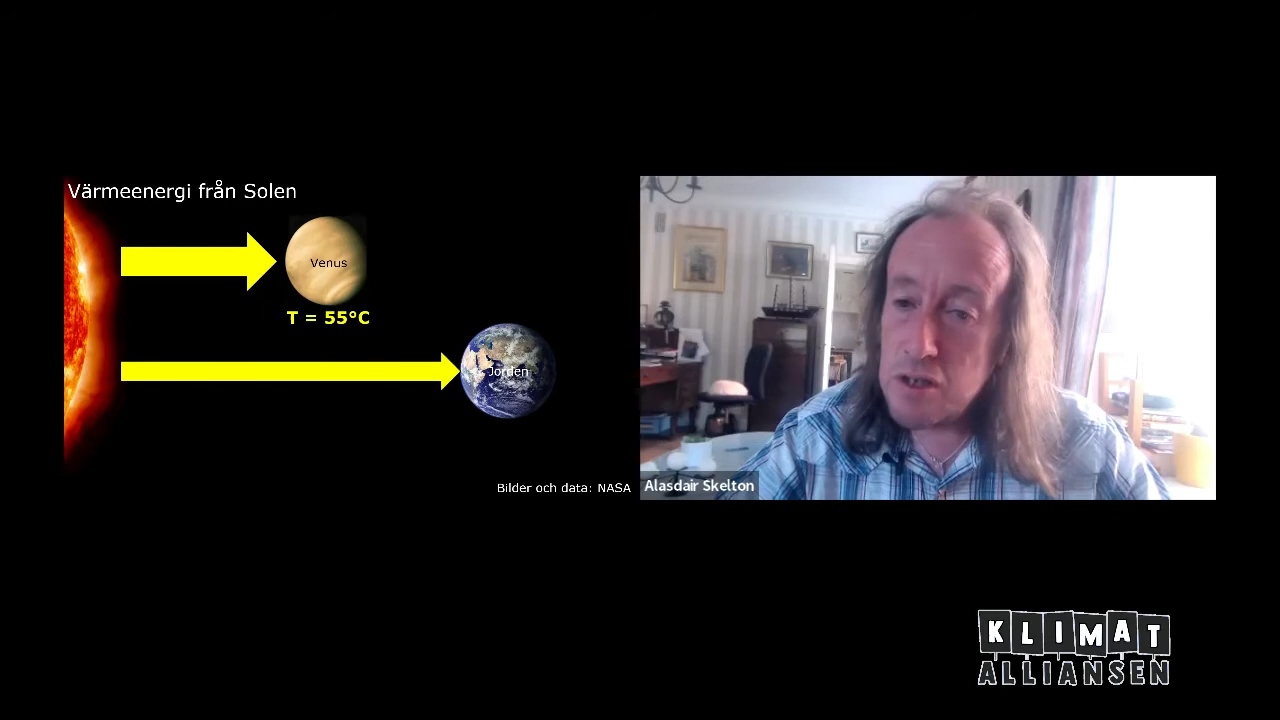 Värmeenergi från Solen
Venus
T = 55°C
Jorden
Bilder och data: NASA
Alasdair Skelton
KLIMAT
ALLIANSEN